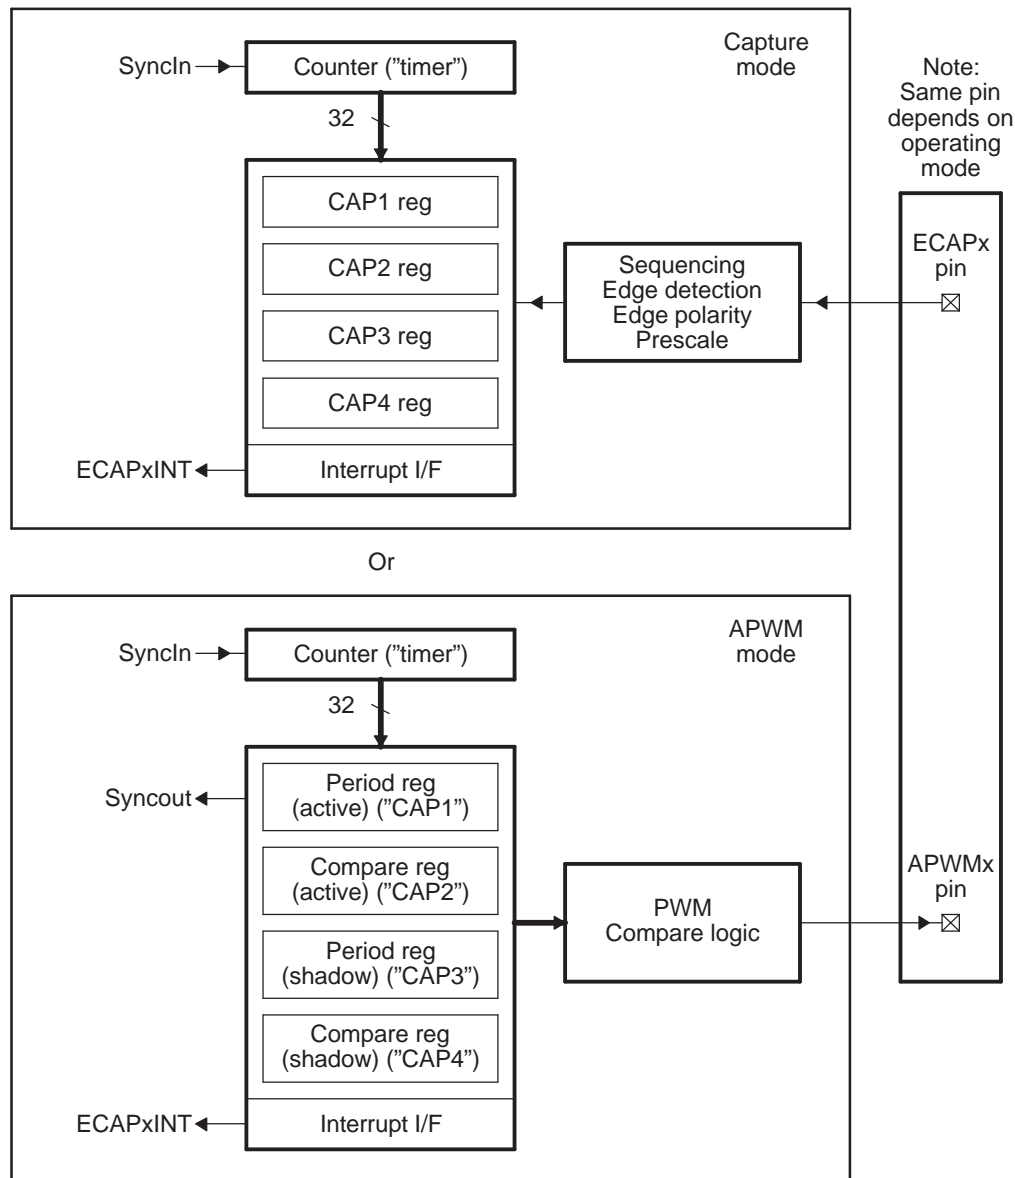 Capture
mode
SyncIn
Counter (”timer”)
32
CAP1 reg
CAP2 reg
CAP3 reg
CAP4 reg
Interrupt I/F
ECAPxINT
Sequencing
Edge detection
Edge polarity
Prescale
Note:
Same pin
depends on
operating
mode
ECAPx
pin
Or
APWM
mode
SyncIn
Counter (”timer”)
32
Syncout
Period reg
(active) (”CAP1”)
Compare reg
(active) (”CAP2”)
Period reg
(shadow) (”CAP3”)
Compare reg
(shadow) (”CAP4”)
Interrupt I/F
ECAPxINT
PWM
Compare logic
APWMx
pin